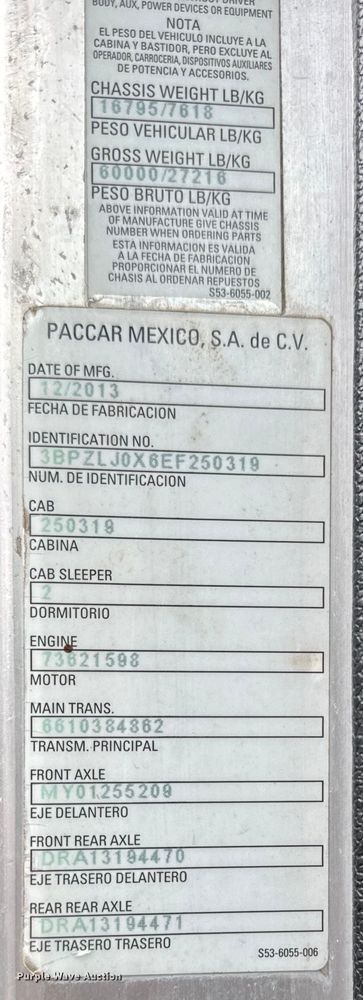 BODY, AUX, POWER DEVICES OR EQUIPMENT
NOTA
EL PESO DEL VEHICULO INCLUYE A LA
CABINA Y BASTIDOR, PERO EXCLUYE AL
OPERADOR, CARROCERIA, DISPOSITIVOS AUXILIARES
DE POTENCIA Y ACCESORIOS.
CHASSIS WEIGHT LB/KG
16795/7618
PESO VEHICULAR LB/KG
GROSS WEIGHT LB/KG
60000/27216
PESO BRUTO LB/KG
ABOVE INFORMATION VALID AT TIME
OF MANUFACTURE GIVE CHASSIS
NUMBER WHEN ORDERING PARTS
ESTA INFORMACION ES VALIDA
A LA FECHA DE FABRICACION
PROPORCIONAR EL NUMERO DE
CHASIS AL ORDENAR REPUESTOS
S53-6055-002
PACCAR MEXICO, S.A. de C.V.
DATE OF MFG.
12/2013
FECHA DE FABRICACION
IDENTIFICATION NO.
3BPZLJ0X6EF250319
NUM. DE IDENTIFICACION
CAB
250319
CABINA
CAB SLEEPER
2
DORMITORIO
ENGINE
73621598
MOTOR
MAIN TRANS.
6610384862
TRANSM. PRINCIPAL
FRONT AXLE
MY01255209
EJE DELANTERO
FRONT REAR AXLE
DRA13194470
EJE TRASERO DELANTERO
REAR REAR AXLE
DRA13194471
EJE TRASERO TRASERO
S53-6055-006
Purple Wave Auction